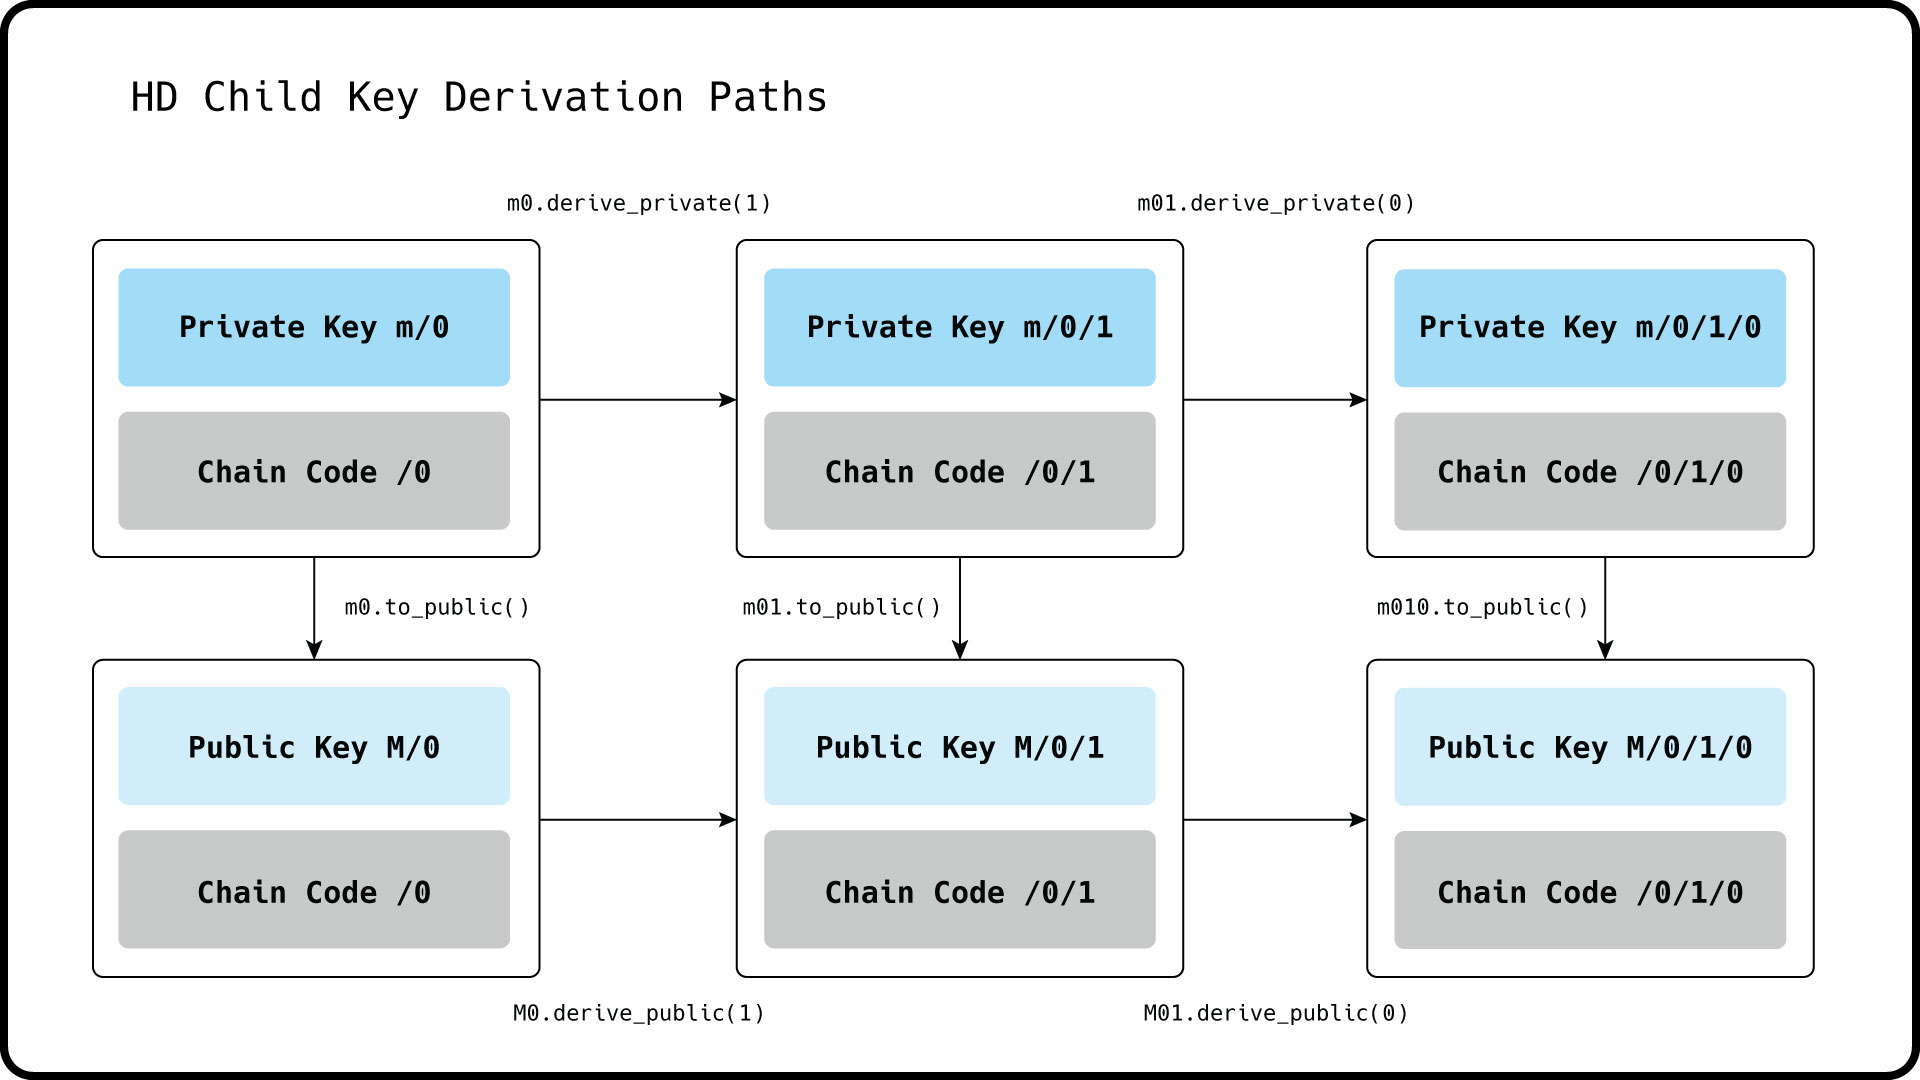 HD Child Key Derivation Paths
m0.derive_private(1)
m01.derive_private(0)
Private Key m/0
Private Key m/0/1
Private Key m/0/1/0
Chain Code /0
Chain Code /0/1
Chain Code /0/1/0
m0.to_public()
m01.to_public()
m010.to_public()
Public Key M/0
Public Key M/0/1
Public Key M/0/1/0
Chain Code /0
Chain Code /0/1
Chain Code /0/1/0
M0.derive_public(1)
M01.derive_public(0)